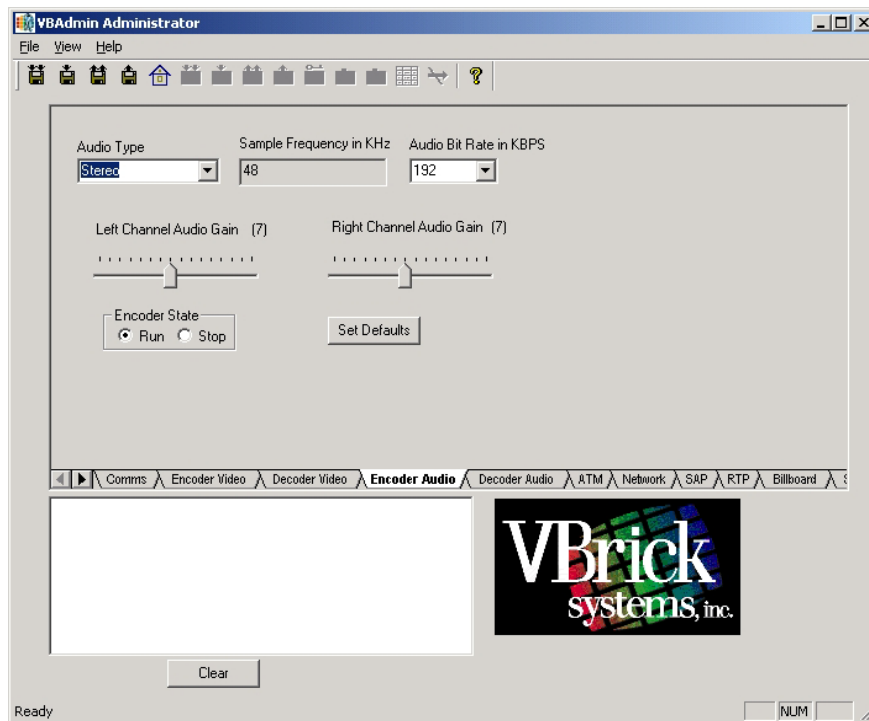 VBAdmin Administrator
File View Help
Audio Type
Sample Frequency in KHz
Audio Bit Rate in KBPS
Stereo
48
192
Left Channel Audio Gain (7)
Right Channel Audio Gain (7)
Encoder State
Run Stop
Set Defaults
Comms Encoder Video Decoder Video Encoder Audio Decoder Audio ATM Network SAP RTP Billboard
VBrick
systems, inc.
Clear
Ready
NUM